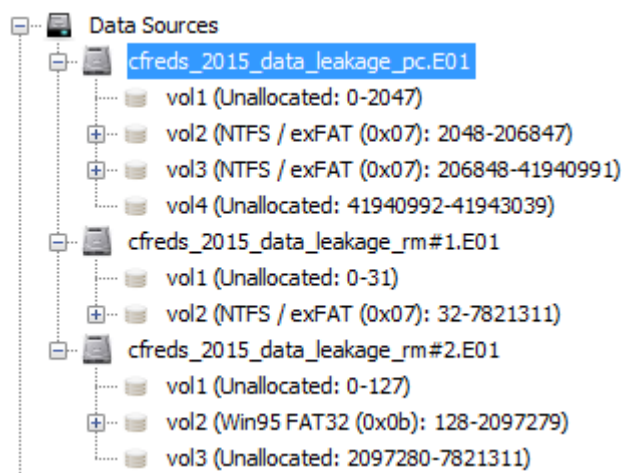 Data Sources
cfreds_2015_data_leakage_pc.E01
vol1 (Unallocated: 0-2047)
vol2 (NTFS / exFAT (0x07): 2048-206847)
vol3 (NTFS / exFAT (0x07): 206848-41940991)
vol4 (Unallocated: 41940992-41943039)
cfreds_2015_data_leakage_rm#1.E01
vol1 (Unallocated: 0-31)
vol2 (NTFS / exFAT (0x07): 32-7821311)
cfreds_2015_data_leakage_rm#2.E01
vol1 (Unallocated: 0-127)
vol2 (Win95 FAT32 (0x0b): 128-2097279)
vol3 (Unallocated: 2097280-7821311)